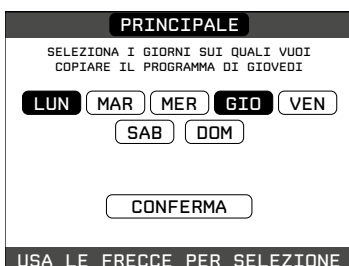 PRINCIPALE
SELEZIONA I GIORNI SUI QUALI VUOI
COPIARE IL PROGRAMMA DI GIOVEDI
LUN MAR MER GIO VEN
SAB DOM
CONFERMA
USA LE FRECCE PER SELEZIONE